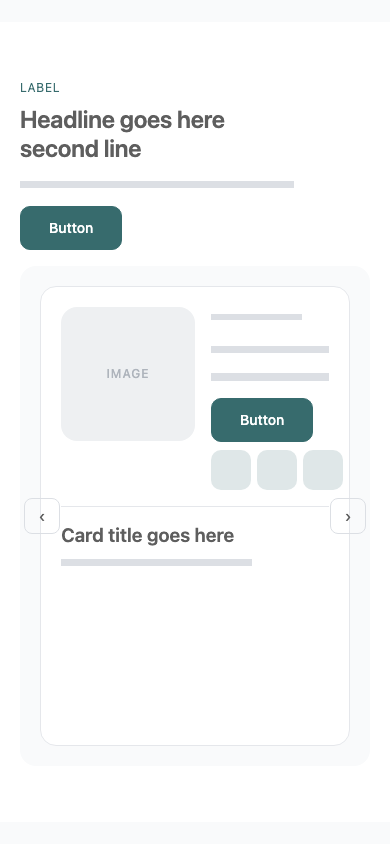 LABEL
Headline goes here
second line
Button
IMAGE
Button
‹
›
Card title goes here